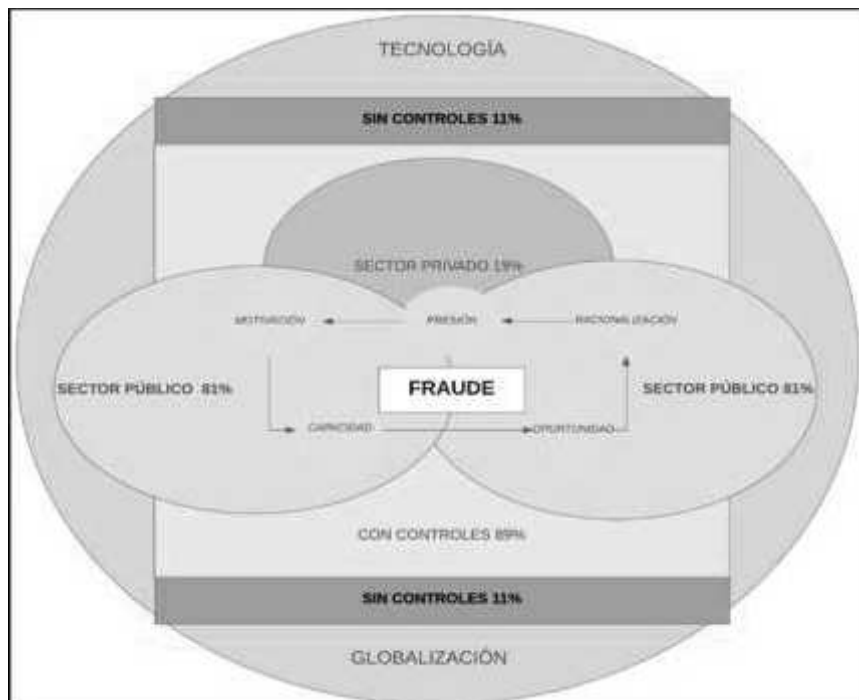 TECNOLOGÍA
SIN CONTROLES 11%
SECTOR PRIVADO 19%
MOTIVACIÓN PRESIÓN RACIONALIZACIÓN
SECTOR PÚBLICO 81% FRAUDE SECTOR PÚBLICO 81%
CAPACIDAD OPORTUNIDAD
CON CONTROLES 89%
SIN CONTROLES 11%
GLOBALIZACIÓN